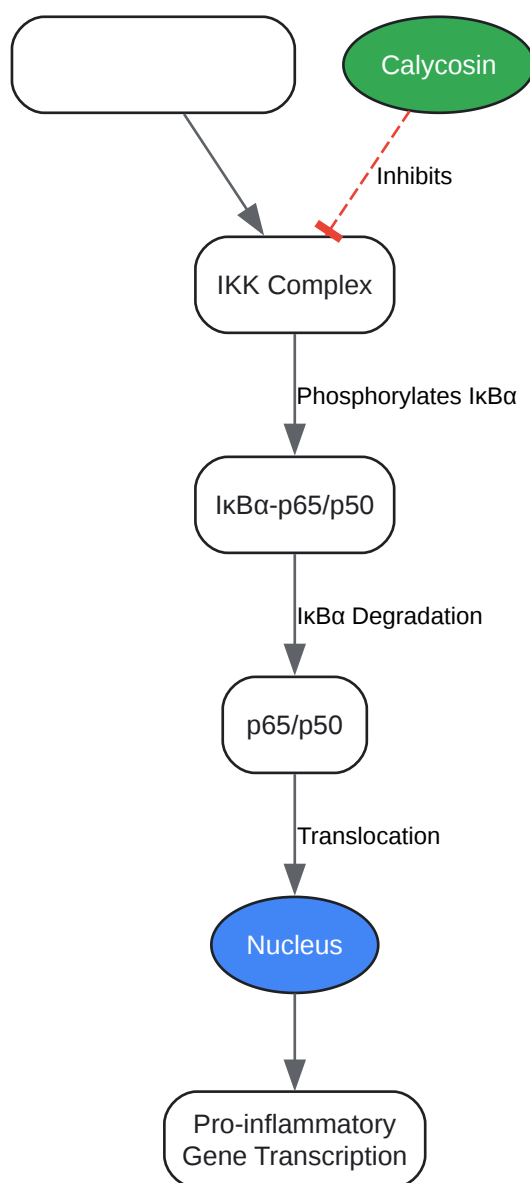 Calycosin
Inhibits
IKK Complex
Phosphorylates IκBα
IκBα-p65/p50
IκBα Degradation
p65/p50
Translocation
Nucleus
Pro-inflammatory
Gene Transcription